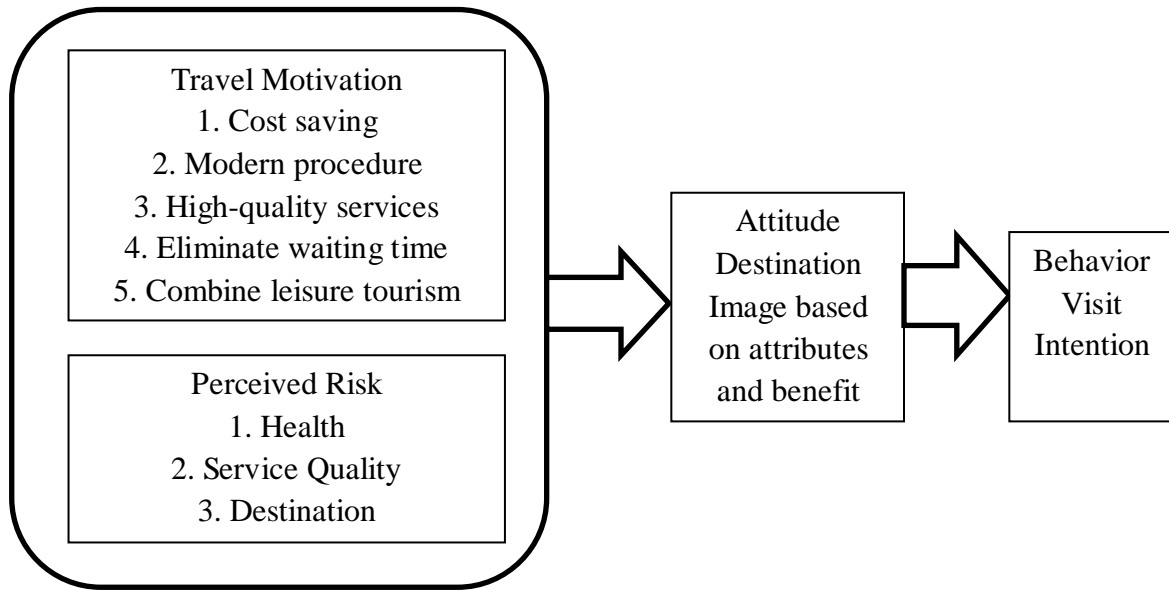 Travel Motivation
1. Cost saving
2. Modern procedure
3. High-quality services
4. Eliminate waiting time
5. Combine leisure tourism
Perceived Risk
1. Health
2. Service Quality
3. Destination
Attitude
Destination
Image based
on attributes
and benefit
Behavior
Visit
Intention